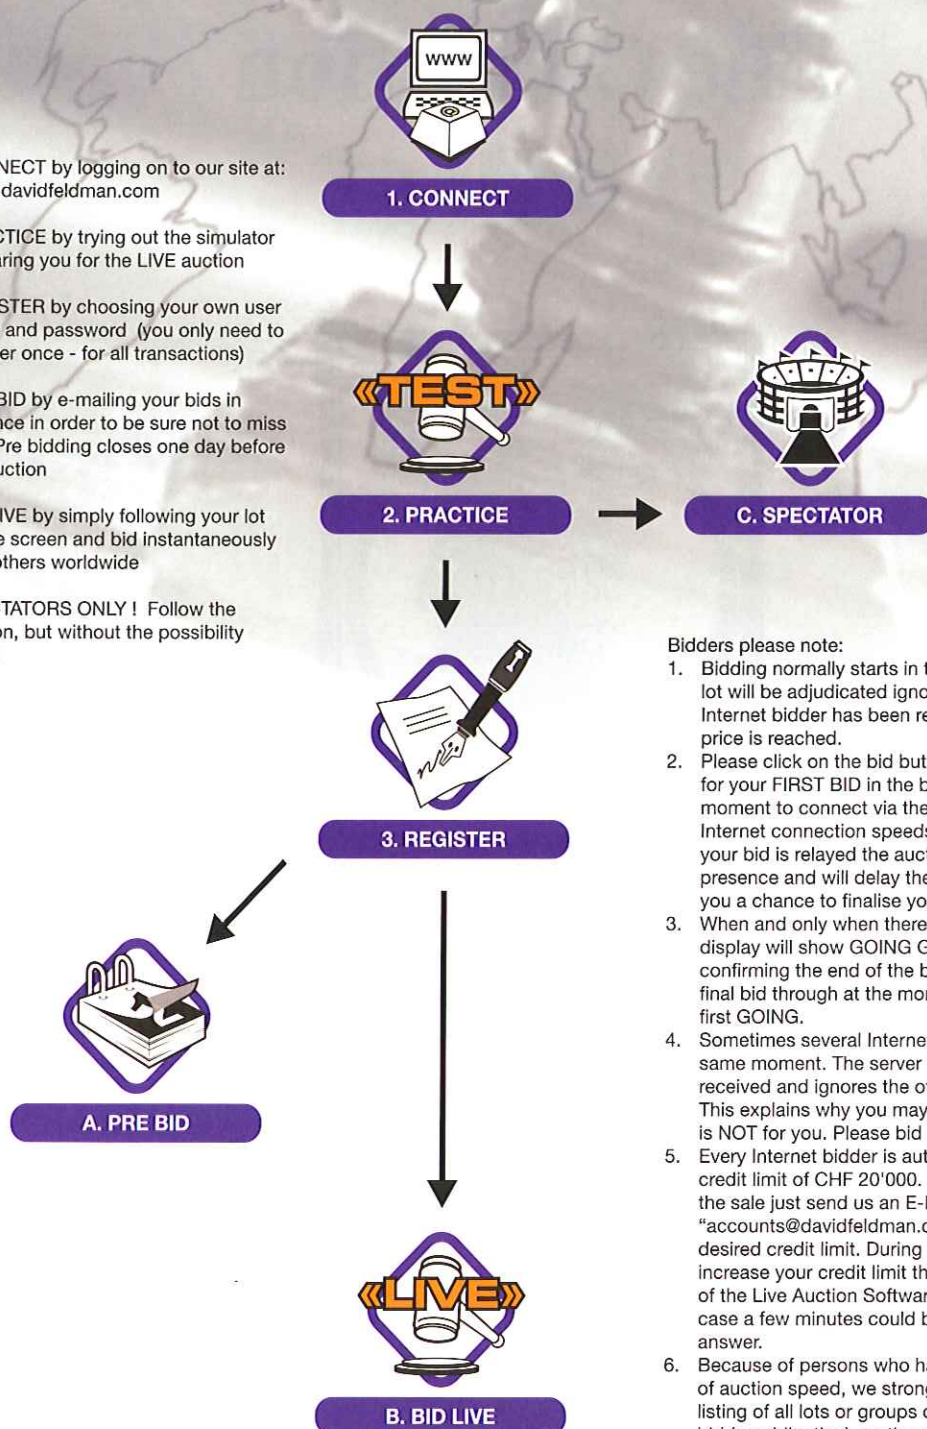 www
@
1. CONNECT
NECT by logging on to our site at:
davidfeldman.com
CTICE by trying out the simulator
aring you for the LIVE auction
STER by choosing your own user
and password (you only need to
er once - for all transactions)
BID by e-mailing your bids in
nce in order to be sure not to miss
Pre bidding closes one day before
uction
IVE by simply following your lot
e screen and bid instantaneously
others worldwide
TATORS ONLY ! Follow the
on, but without the possibility
«TEST»
2. PRACTICE
C. SPECTATOR
3. REGISTER
A. PRE BID
«LIVE»
B. BID LIVE
Bidders please note:
1. Bidding normally starts in t
lot will be adjudicated igno
Internet bidder has been re
price is reached.
2. Please click on the bid but
for your FIRST BID in the b
moment to connect via the
Internet connection speeds
your bid is relayed the auct
presence and will delay the
you a chance to finalise yo
3. When and only when there
display will show GOING G
confirming the end of the b
final bid through at the mor
first GOING.
4. Sometimes several Interne
same moment. The server
received and ignores the o
This explains why you may
is NOT for you. Please bid
5. Every Internet bidder is aut
credit limit of CHF 20'000.
the sale just send us an E-
“accounts@davidfeldman.c
desired credit limit. During
increase your credit limit th
of the Live Auction Softwar
case a few minutes could b
answer.
6. Because of persons who ha
of auction speed, we strong
listing of all lots or groups o